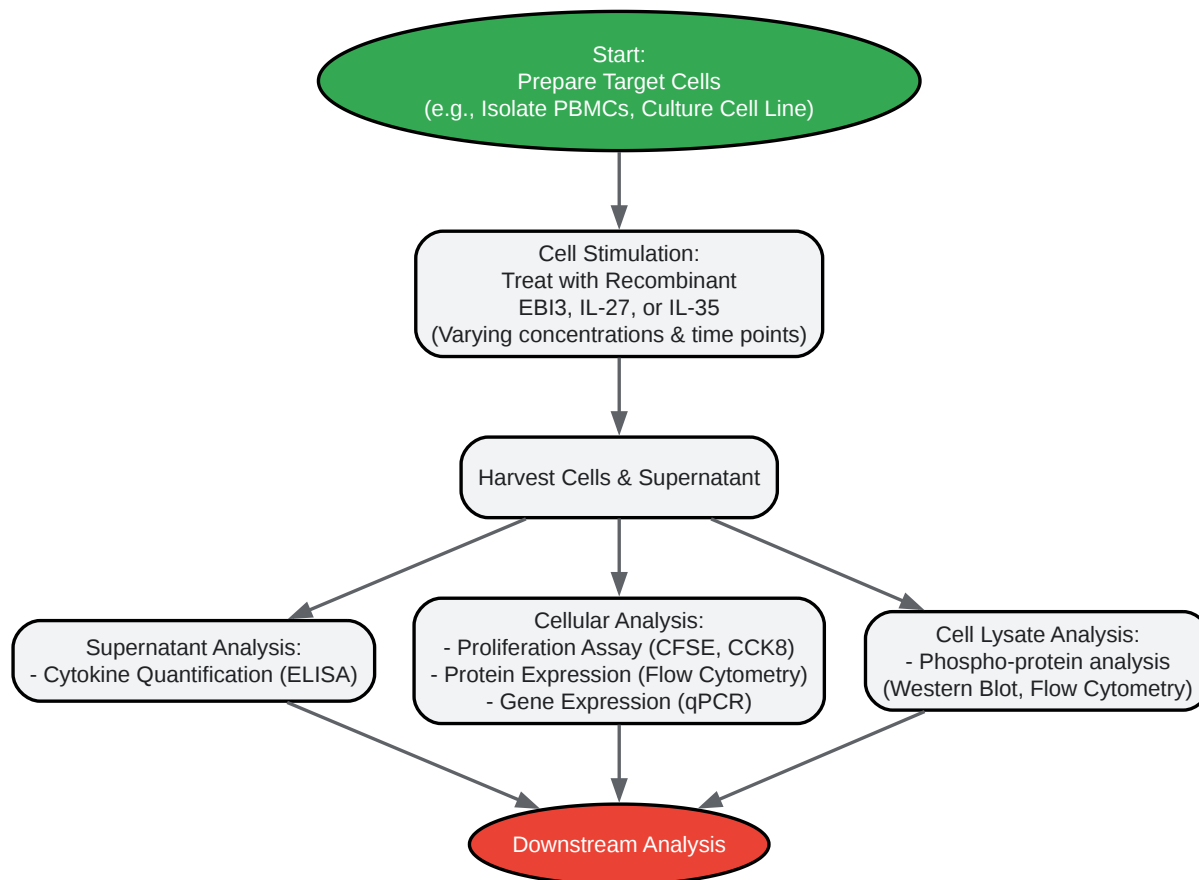 Start:
Prepare Target Cells
(e.g., Isolate PBMCs, Culture Cell Line)
Cell Stimulation:
Treat with Recombinant
EBI3, IL-27, or IL-35
(Varying concentrations & time points)
Harvest Cells & Supernatant
Supernatant Analysis:
- Cytokine Quantification (ELISA)
Cellular Analysis:
- Proliferation Assay (CFSE, CCK8)
- Protein Expression (Flow Cytometry)
- Gene Expression (qPCR)
Cell Lysate Analysis:
- Phospho-protein analysis
(Western Blot, Flow Cytometry)
Downstream Analysis